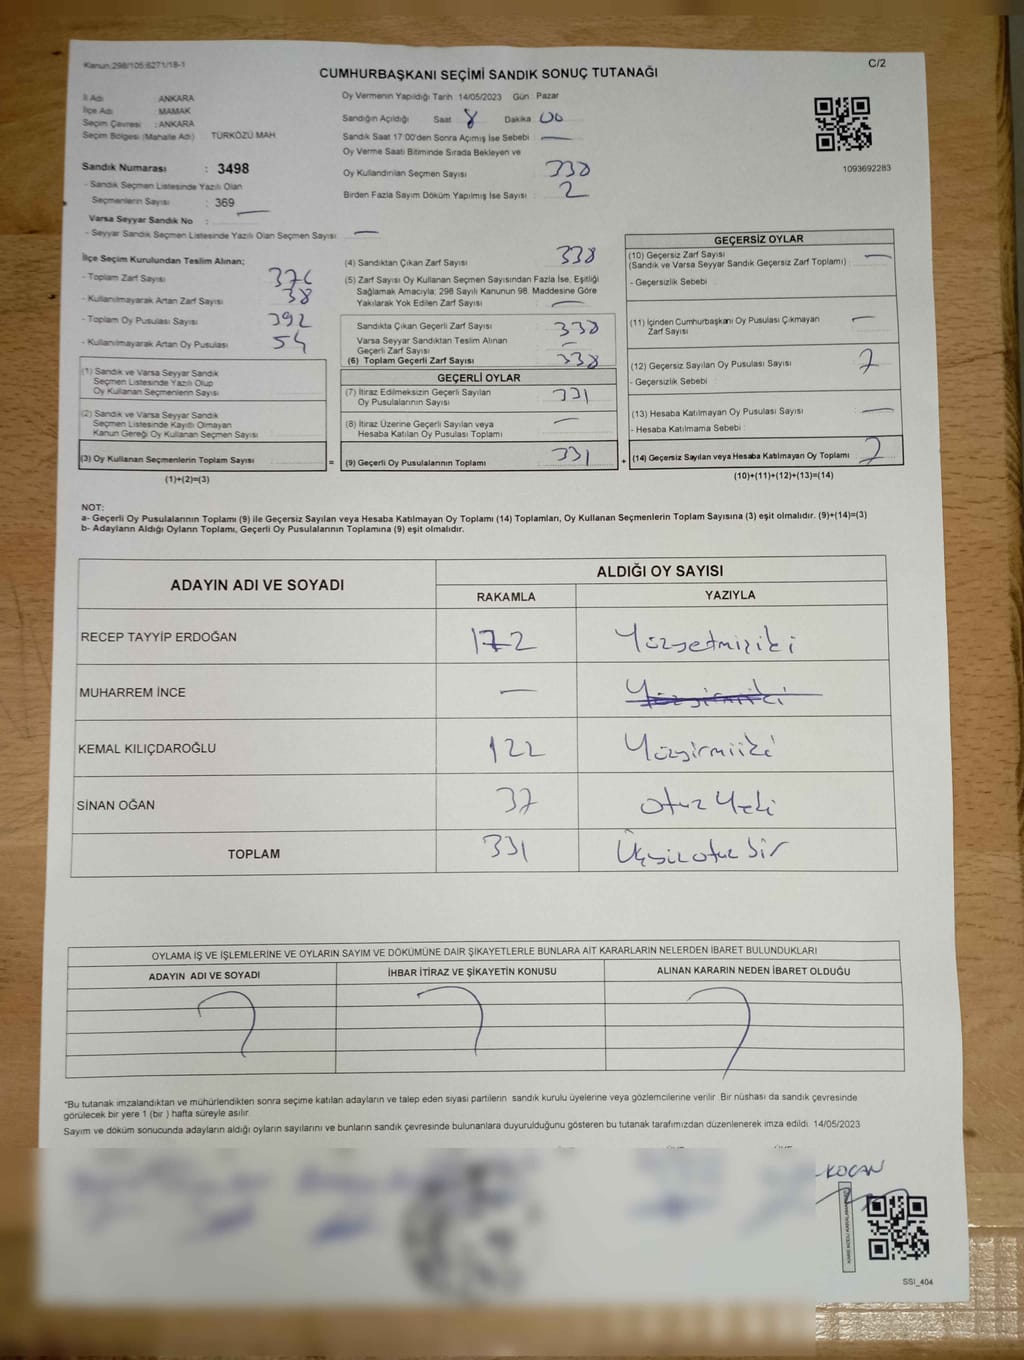 Kanun:298/105;6271/18-1
C/2
CUMHURBAŞKANI SEÇİMİ SANDIK SONUÇ TUTANAĞI
İl Adı ANKARA
İlçe Adı MAMAK
Seçim Çevresi : ANKARA
Seçim Bölgesi (Mahalle Adı) TÜRKÖZÜ MAH.
Sandık Numarası : 3498
- Sandık Seçmen Listesinde Yazılı Olan
Seçmenlerin Sayısı : 369
Varsa Seyyar Sandık No :
- Seyyar Sandık Seçmen Listesinde Yazılı Olan Seçmen Sayısı —
Oy Vermenin Yapıldığı Tarih 14/05/2023 Gün Pazar
Sandığın Açıldığı Saat 8 Dakika 00
Sandık Saat 17:00'den Sonra Açımış İse Sebebi —
Oy Verme Saati Bitiminde Sırada Bekleyen ve
Oy Kullandırılan Seçmen Sayısı 338
Birden Fazla Sayım Döküm Yapılmış İse Sayısı 2
1093692283
İlçe Seçim Kurulundan Teslim Alınan;
- Toplam Zarf Sayısı 376
- Kullanılmayarak Artan Zarf Sayısı 38
- Toplam Oy Pusulası Sayısı 392
- Kullanılmayarak Artan Oy Pusulası 54
(1) Sandık ve Varsa Seyyar Sandık
Seçmen Listesinde Yazılı Olup
Oy Kullanan Seçmenlerin Sayısı
(2) Sandık ve Varsa Seyyar Sandık
Seçmen Listesinde Kayıtlı Olmayan
Kanun Gereği Oy Kullanan Seçmen Sayısı
(3) Oy Kullanan Seçmenlerin Toplam Sayısı
(1)+(2)=(3)
(4) Sandıktan Çıkan Zarf Sayısı 338
(5) Zarf Sayısı Oy Kullanan Seçmen Sayısından Fazla İse, Eşitliği
Sağlamak Amacıyla; 298 Sayılı Kanunun 98. Maddesine Göre
Yakılarak Yok Edilen Zarf Sayısı —
Sandıkta Çıkan Geçerli Zarf Sayısı 338
Varsa Seyyar Sandıktan Teslim Alınan
Geçerli Zarf Sayısı —
(6) Toplam Geçerli Zarf Sayısı 338
GEÇERLİ OYLAR
(7) İtiraz Edilmeksizin Geçerli Sayılan
Oy Pusulalarının Sayısı 331
(8) İtiraz Üzerine Geçerli Sayılan veya
Hesaba Katılan Oy Pusulası Toplamı —
= (9) Geçerli Oy Pusulalarının Toplamı 331 +
GEÇERSİZ OYLAR
(10) Geçersiz Zarf Sayısı —
(Sandık ve Varsa Seyyar Sandık Geçersiz Zarf Toplamı)
- Geçersizlik Sebebi
(11) İçinden Cumhurbaşkanı Oy Pusulası Çıkmayan
Zarf Sayısı —
(12) Geçersiz Sayılan Oy Pusulası Sayısı 7
- Geçersizlik Sebebi
(13) Hesaba Katılmayan Oy Pusulası Sayısı —
- Hesaba Katılmama Sebebi
(14) Geçersiz Sayılan veya Hesaba Katılmayan Oy Toplamı 7
(10)+(11)+(12)+(13)=(14)
NOT:
a- Geçerli Oy Pusulalarının Toplamı (9) ile Geçersiz Sayılan veya Hesaba Katılmayan Oy Toplamı (14) Toplamları, Oy Kullanan Seçmenlerin Toplam Sayısına (3) eşit olmalıdır. (9)+(14)=(3)
b- Adayların Aldığı Oyların Toplamı, Geçerli Oy Pusulalarının Toplamına (9) eşit olmalıdır.
ADAYIN ADI VE SOYADI ALDIĞI OY SAYISI
RAKAMLA YAZIYLA
RECEP TAYYİP ERDOĞAN 172 Yüzyetmişiki
MUHARREM İNCE — Yüzyirmiiki
KEMAL KILIÇDAROĞLU 122 Yüzyirmiiki
SİNAN OĞAN 37 otuz Yedi
TOPLAM 331 Üçyüzotuz bir
OYLAMA İŞ VE İŞLEMLERİNE VE OYLARIN SAYIM VE DÖKÜMÜNE DAİR ŞİKAYETLERLE BUNLARA AİT KARARLARIN NELERDEN İBARET BULUNDUKLARI
ADAYIN ADI VE SOYADI İHBAR İTİRAZ VE ŞİKAYETİN KONUSU ALINAN KARARIN NEDEN İBARET OLDUĞU
*Bu tutanak imzalandıktan ve mühürlendikten sonra seçime katılan adayların ve talep eden siyasi partilerin sandık kurulu üyelerine veya gözlemcilerine verilir. Bir nüshası da sandık çevresinde
görülecek bir yere 1 (bir ) hafta süreyle asılır.
Sayım ve döküm sonucunda adayların aldığı oyların sayılarını ve bunların sandık çevresinde bulunanlara duyurulduğunu gösteren bu tutanak tarafımızdan düzenlenerek imza edildi. 14/05/2023
KOCAN
SSI_404